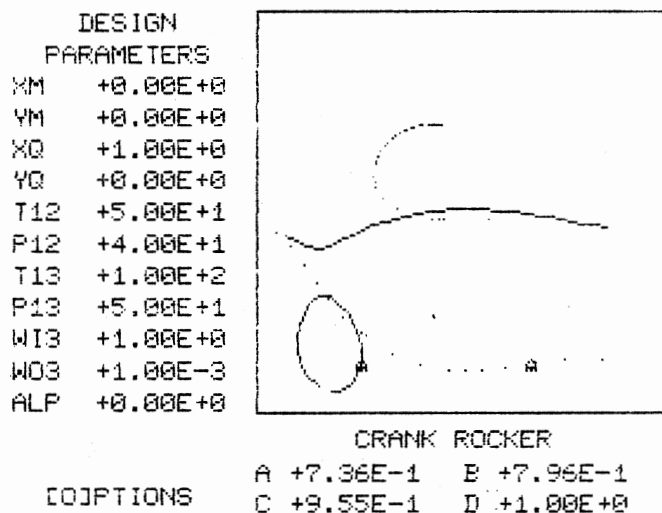 DESIGN
PARAMETERS
XM +0.00E+0
YM +0.00E+0
XQ +1.00E+0
YQ +0.00E+0
T12 +5.00E+1
P12 +4.00E+1
T13 +1.00E+2
P13 +5.00E+1
WI3 +1.00E+0
WO3 +1.00E-3
ALP +0.00E+0
[O]PTIONS
CRANK ROCKER
A +7.36E-1 B +7.96E-1
C +9.55E-1 D +1.00E+0